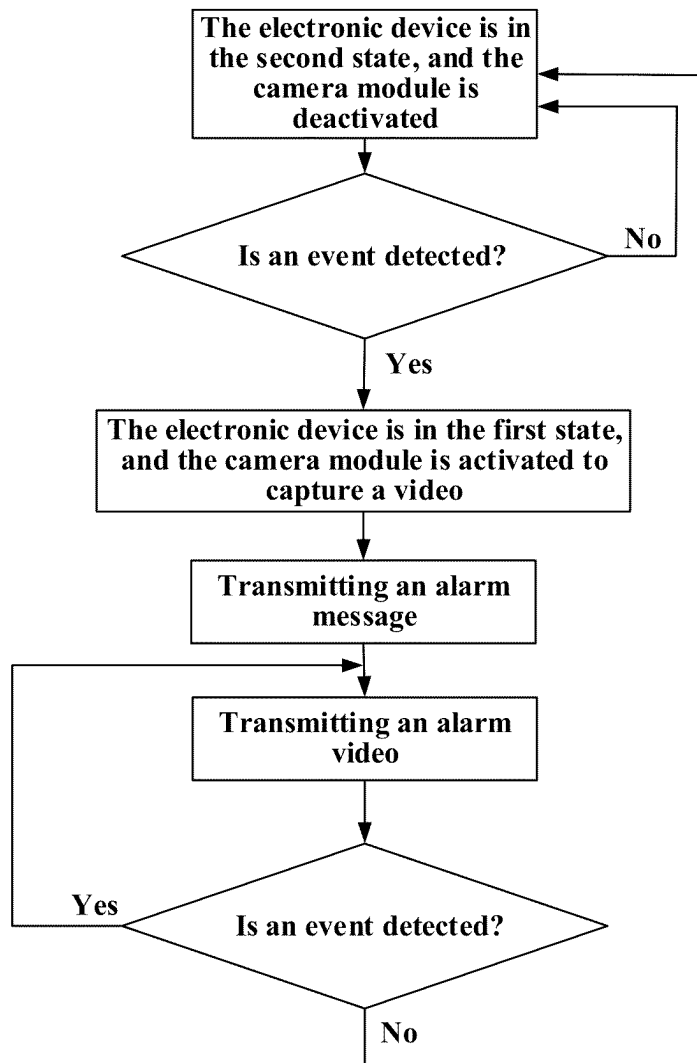 The electronic device is in
the second state, and the
camera module is
deactivated
Is an event detected?
No
Yes
The electronic device is in the first state,
and the camera module is activated to
capture a video
Transmitting an alarm
message
Transmitting an alarm
video
Yes
Is an event detected?
No